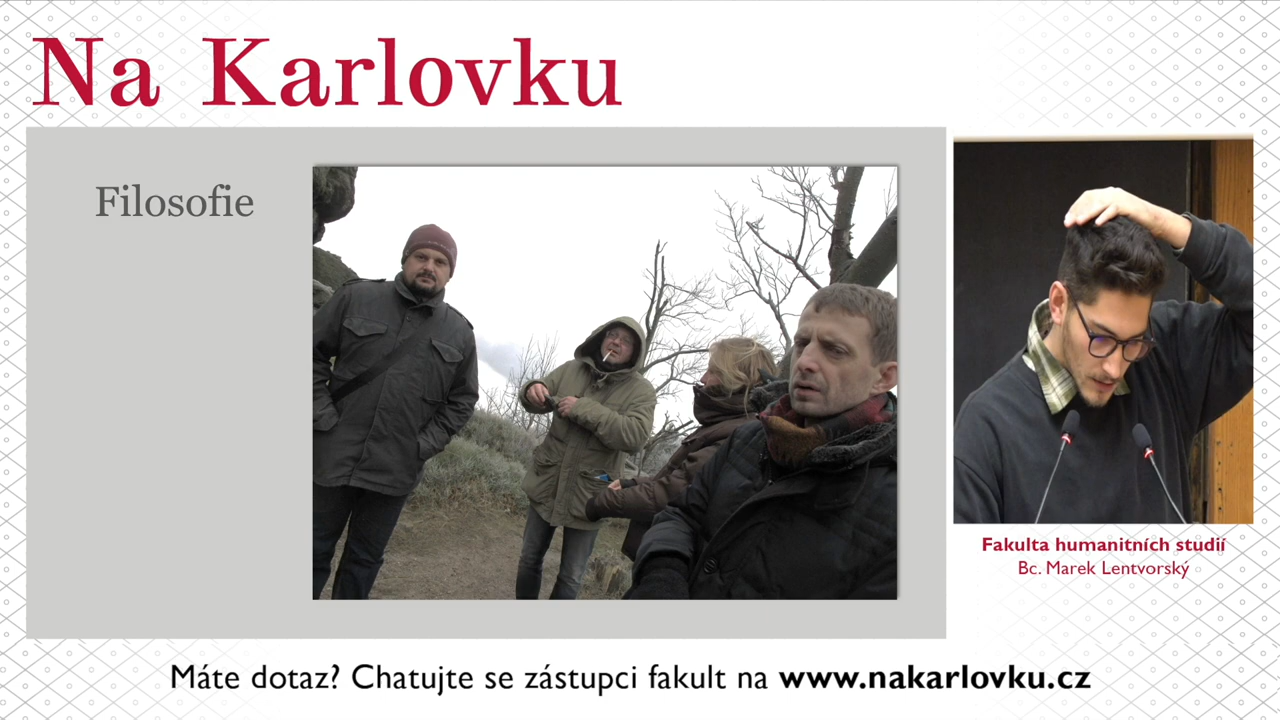 Na Karlovku
Filosofie
Fakulta humanitních studií
Bc. Marek Lentvorský
Máte dotaz? Chatujte se zástupci fakult na www.nakarlovku.cz